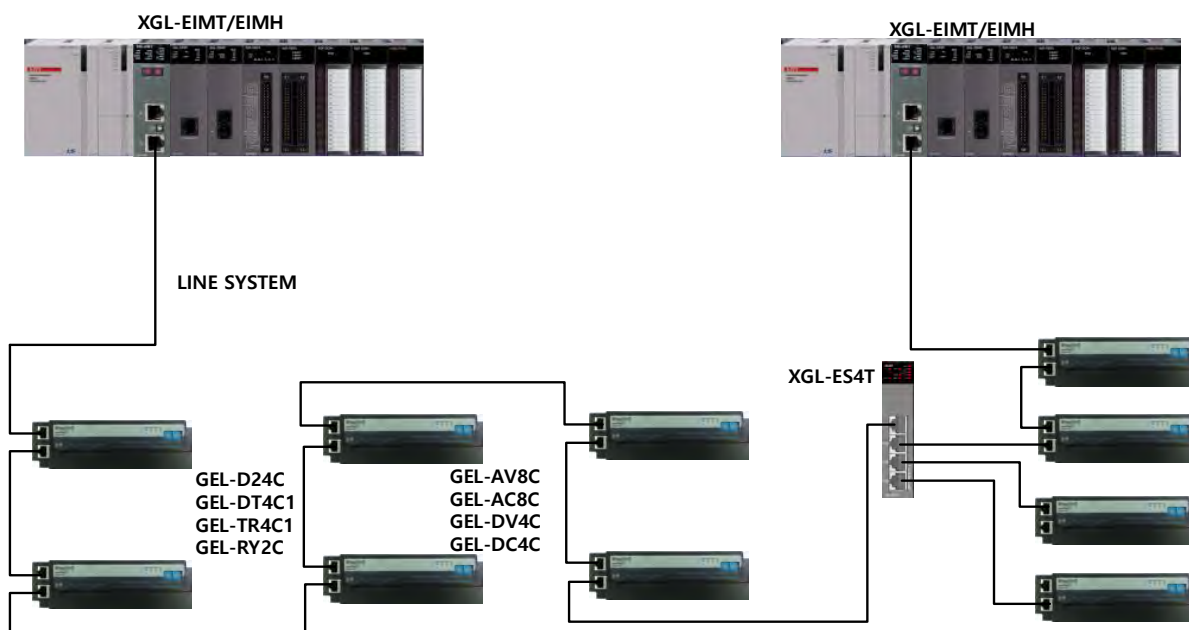 XGL-EIMT/EIMH
XGL-EIMT/EIMH
LINE SYSTEM
XGL-ES4T
GEL-D24C
GEL-DT4C1
GEL-TR4C1
GEL-RY2C
GEL-AV8C
GEL-AC8C
GEL-DV4C
GEL-DC4C